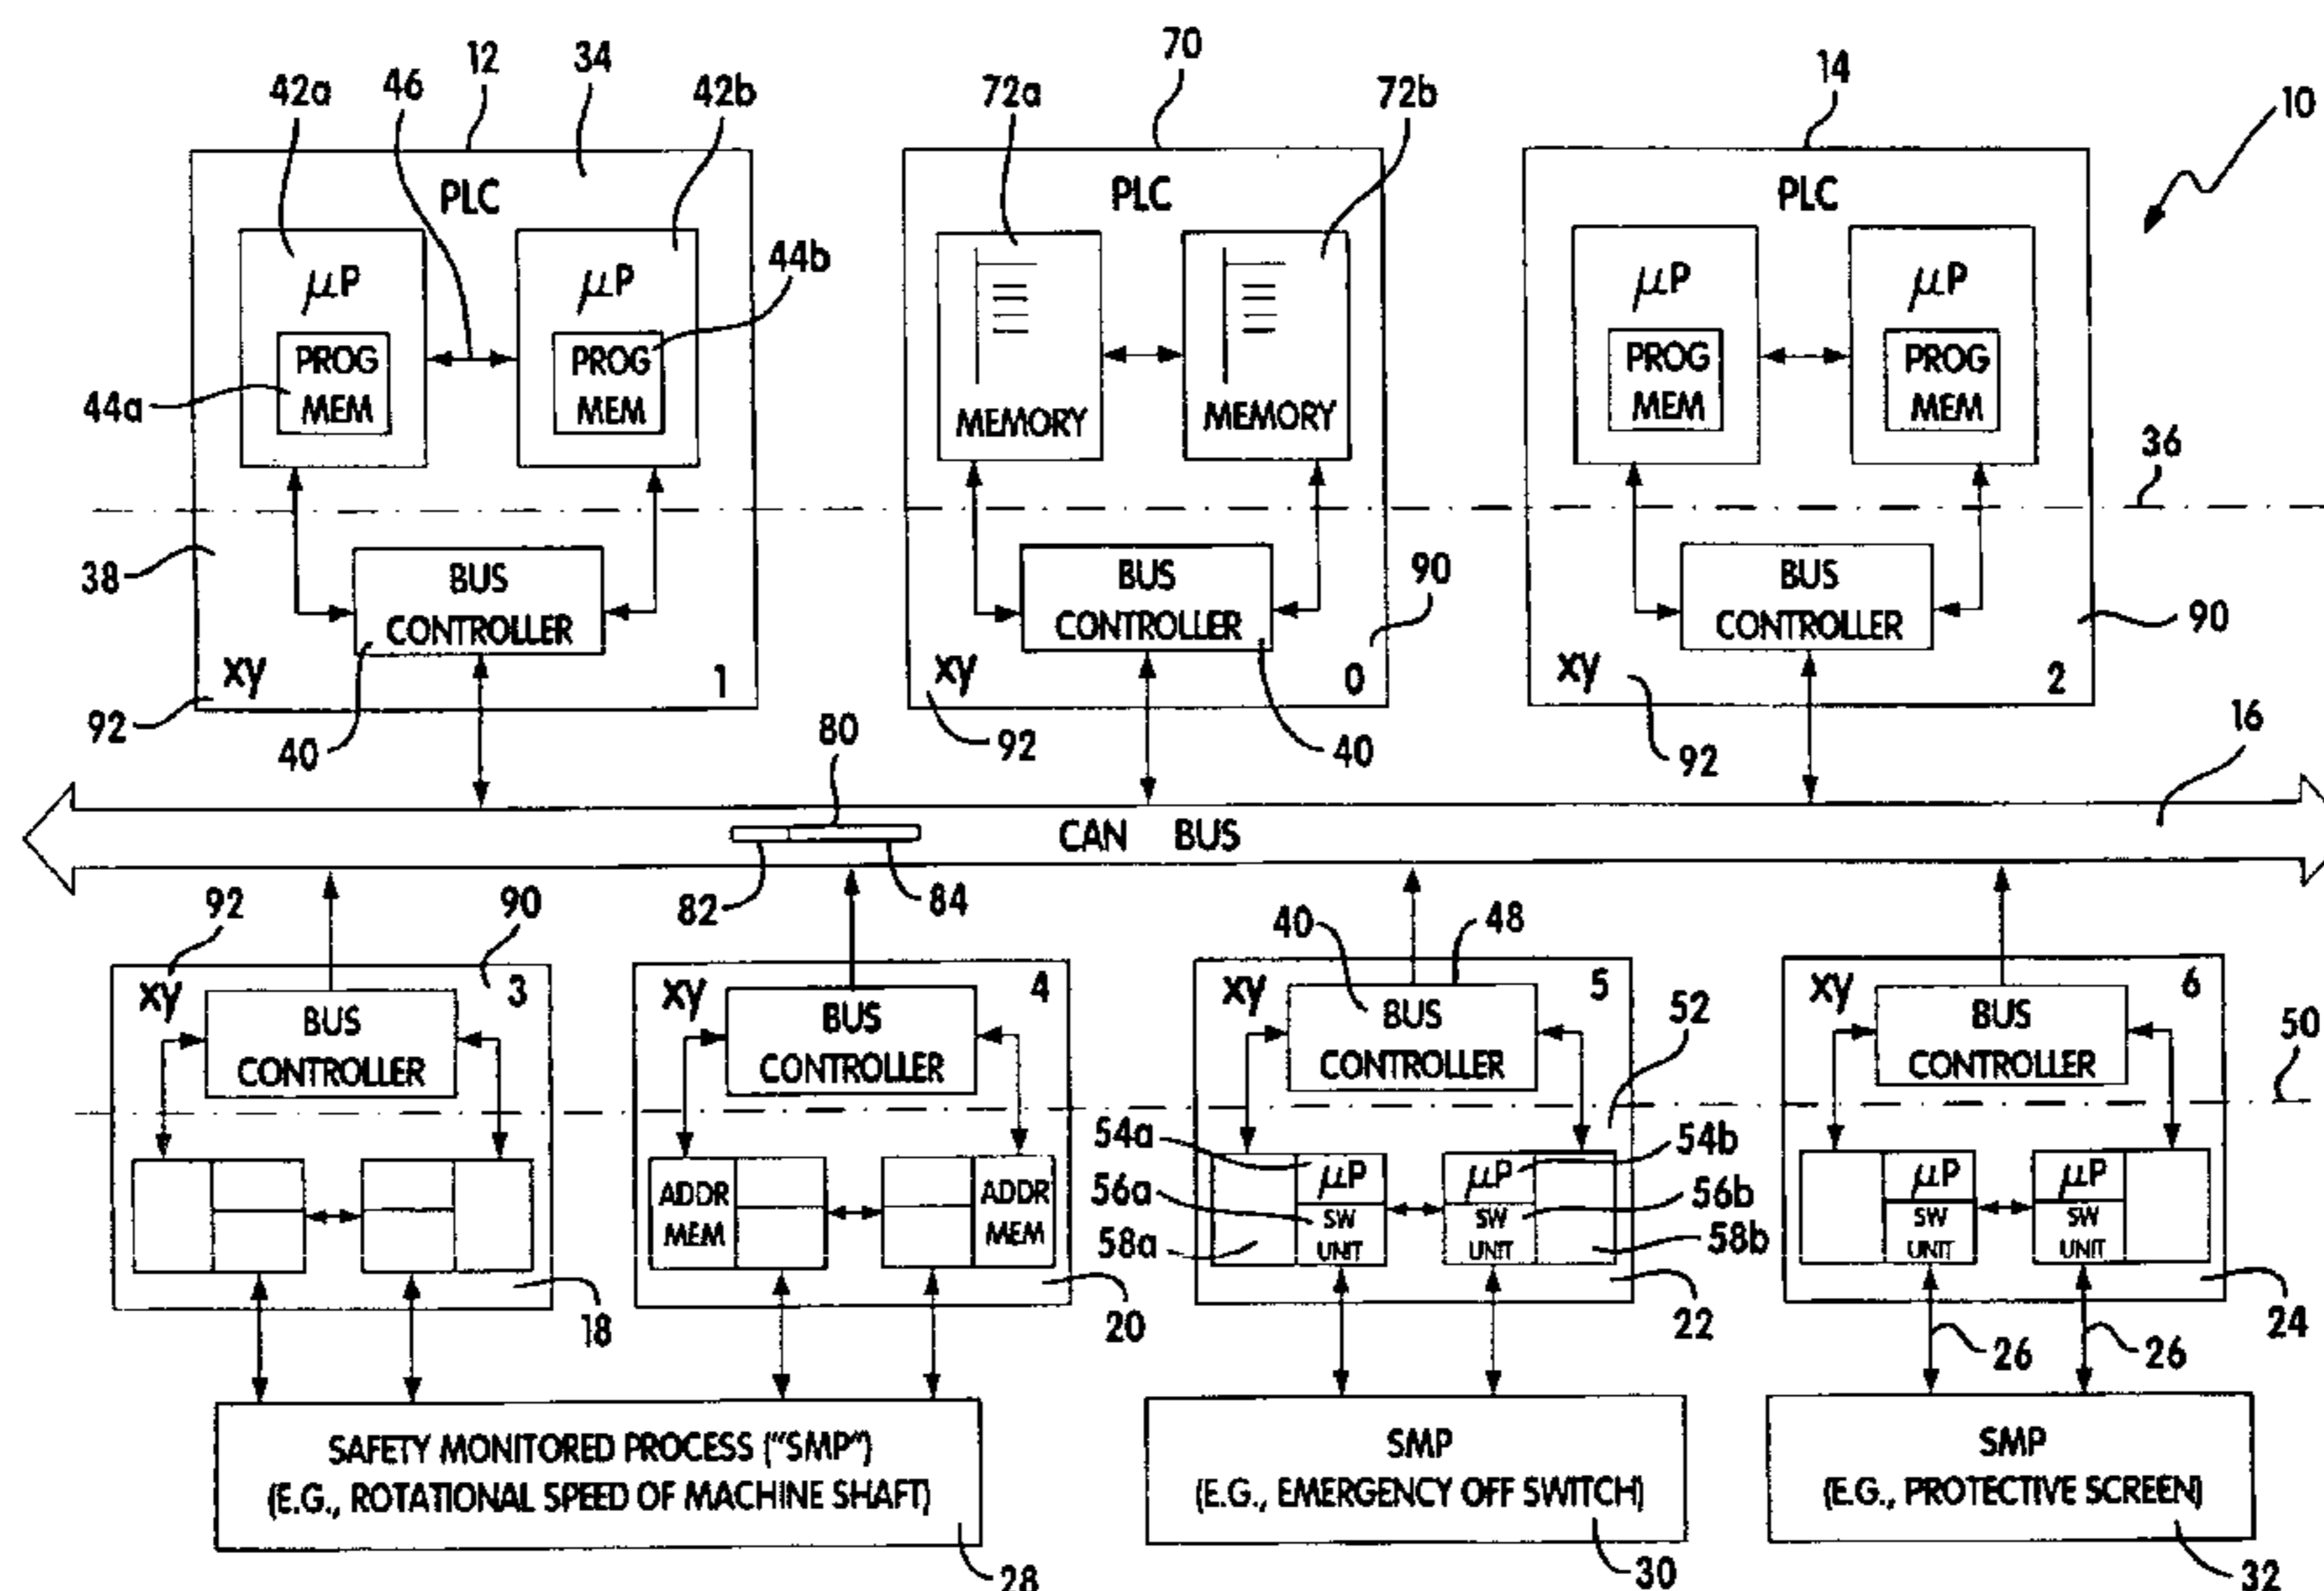 12
34
42a
46
42b
70
72a
72b
14
10
PLC
PLC
PLC
μP
μP
44b
μP
μP
PROG
MEM
PROG
MEM
44a
MEMORY
MEMORY
PROG
MEM
PROG
MEM
36
38
BUS
CONTROLLER
BUS
CONTROLLER
90
BUS
CONTROLLER
90
xy
1
xy
0
xy
2
92
40
92
40
92
16
80
CAN BUS
82
84
92
90
40
48
xy
3
xy
4
xy
5
xy
6
BUS
CONTROLLER
BUS
CONTROLLER
BUS
CONTROLLER
BUS
CONTROLLER
52
50
54a
54b
ADDR
MEM
ADDR
MEM
μP
μP
μP
μP
56a
56b
SW
UNIT
SW
UNIT
SW
UNIT
SW
UNIT
58a
58b
18
20
22
24
26
26
SAFETY MONITORED PROCESS ("SMP")
(E.G., ROTATIONAL SPEED OF MACHINE SHAFT)
SMP
(E.G., EMERGENCY OFF SWITCH)
SMP
(E.G., PROTECTIVE SCREEN)
28
30
32